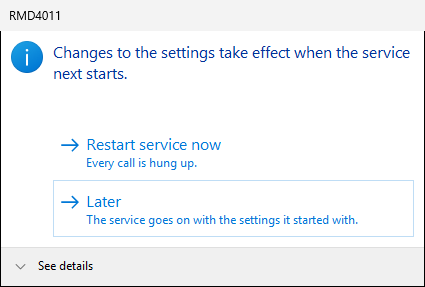 RMD4011
Changes to the settings take effect when the service
next starts.
Restart service now
Every call is hung up.
Later
The service goes on with the settings it started with.
See details